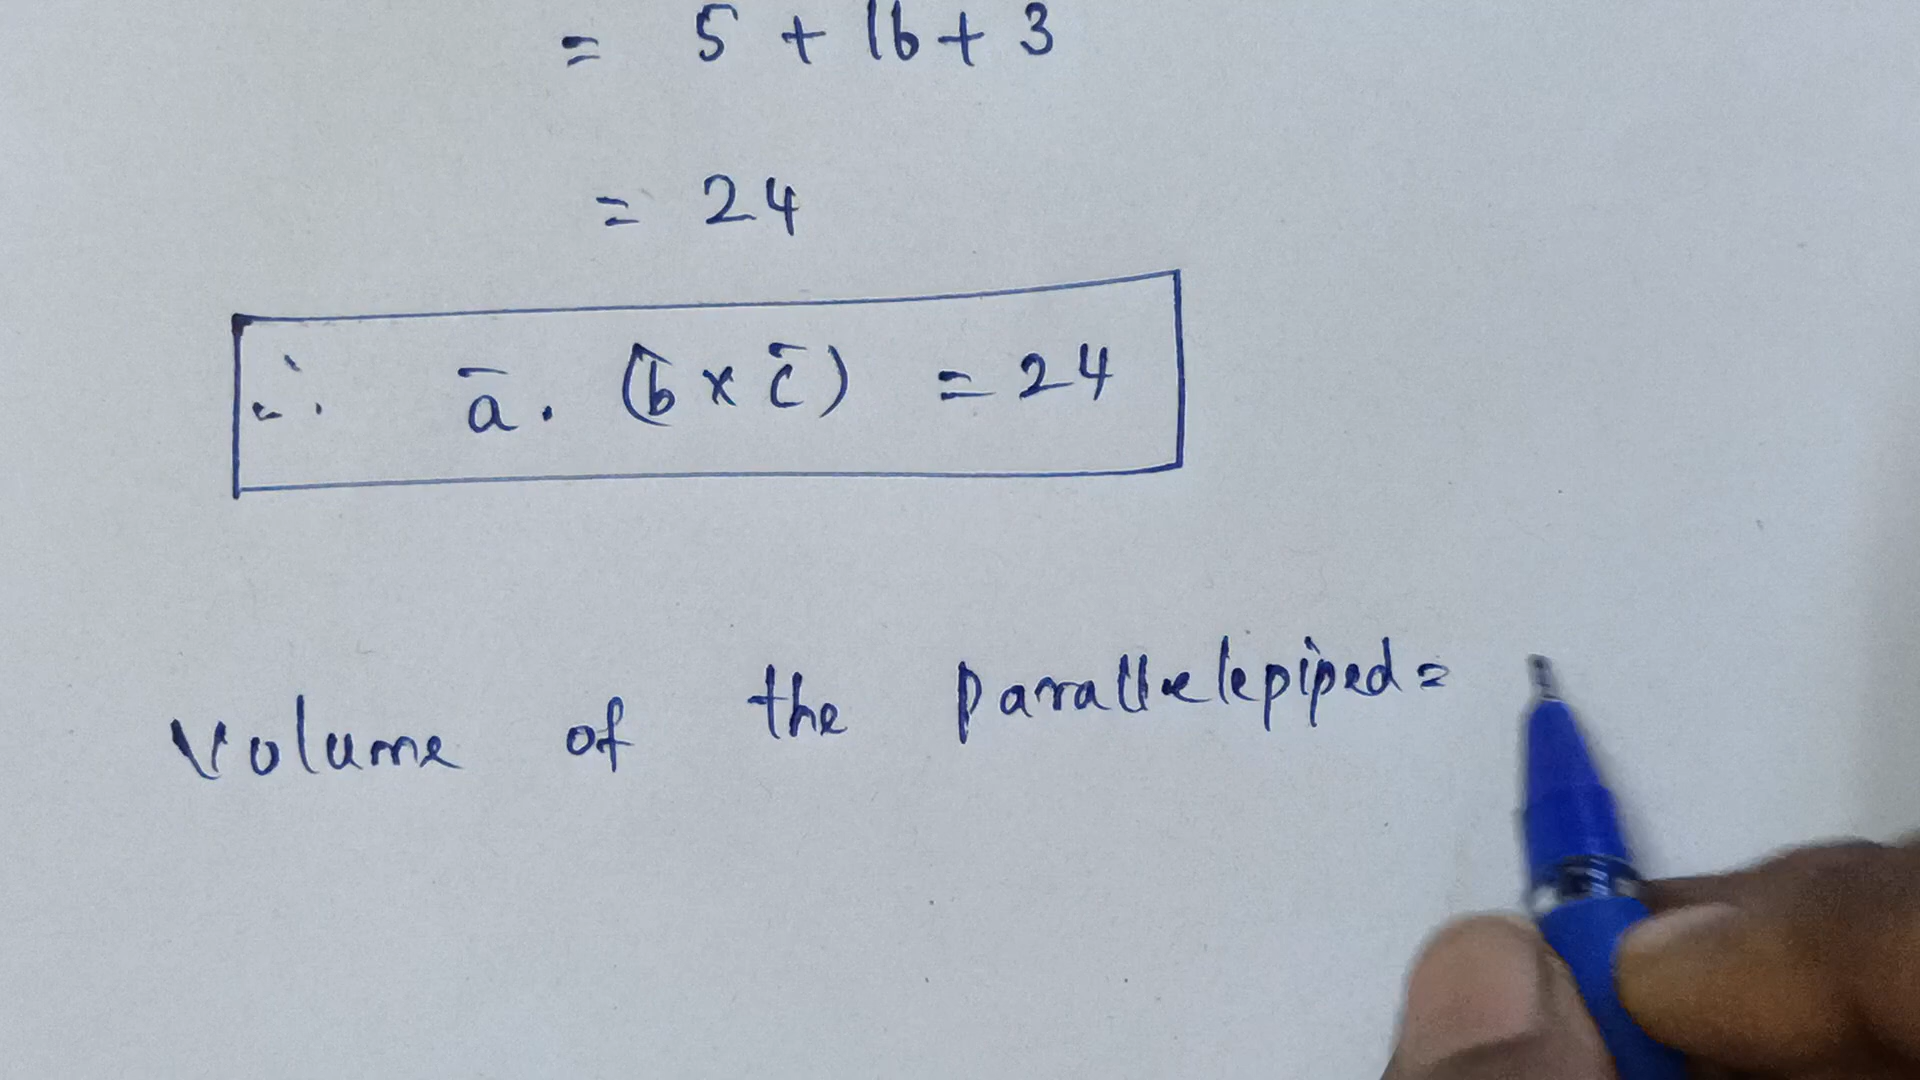 = 5 + 16 + 3
= 24
∴ a̅ . (b̅ × c̅) = 24
Volume of the Parallelepiped =